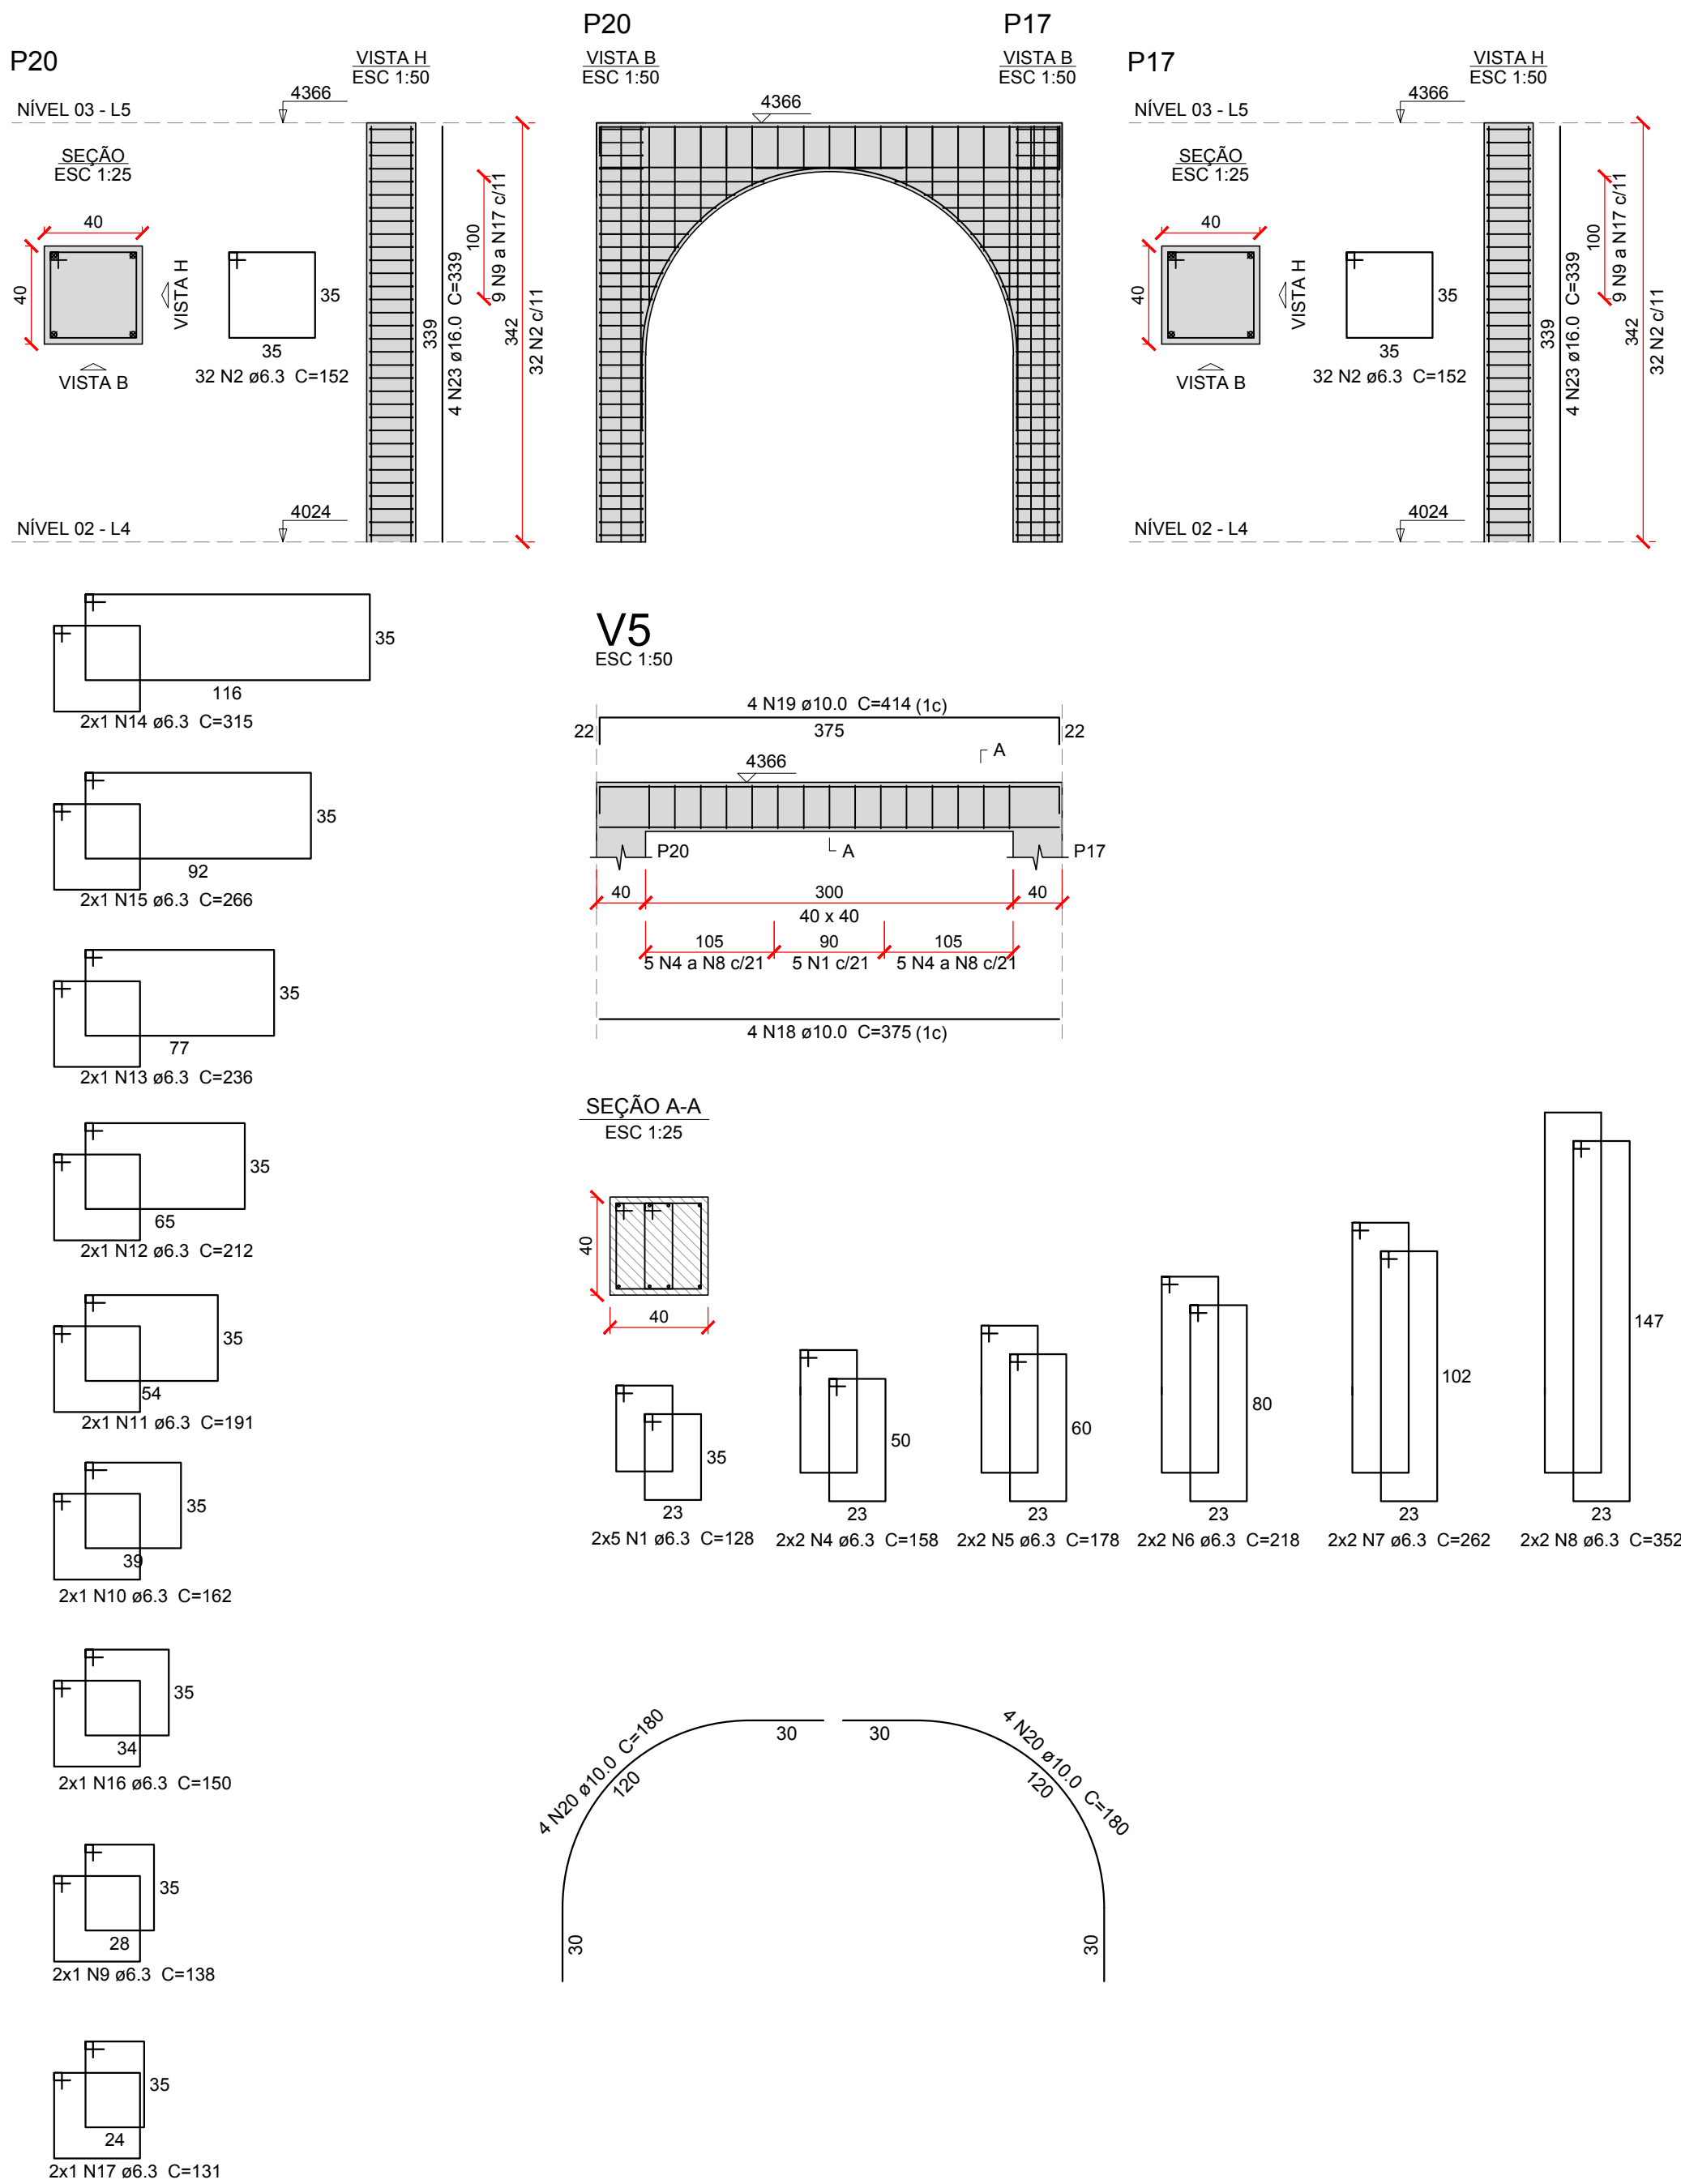 P20
VISTA H
ESC 1:50
NÍVEL 03 - L5
4366
SEÇÃO
ESC 1:25
40
40
VISTA H
VISTA B
35
35
32 N2 ø6.3  C=152
339
4 N23 ø16.0  C=339
100
9 N9 a N17 c/11
342
32 N2 c/11
NÍVEL 02 - L4
4024
P20
VISTA B
ESC 1:50
P17
VISTA B
ESC 1:50
4366
P17
VISTA H
ESC 1:50
NÍVEL 03 - L5
4366
SEÇÃO
ESC 1:25
40
40
VISTA H
VISTA B
35
35
32 N2 ø6.3  C=152
339
4 N23 ø16.0  C=339
100
9 N9 a N17 c/11
342
32 N2 c/11
NÍVEL 02 - L4
4024
35
116
2x1 N14 ø6.3  C=315
35
92
2x1 N15 ø6.3  C=266
35
77
2x1 N13 ø6.3  C=236
35
65
2x1 N12 ø6.3  C=212
35
54
2x1 N11 ø6.3  C=191
35
39
2x1 N10 ø6.3  C=162
35
34
2x1 N16 ø6.3  C=150
35
28
2x1 N9 ø6.3  C=138
35
24
2x1 N17 ø6.3  C=131
V5
ESC 1:50
4 N19 ø10.0  C=414 (1c)
22
375
22
A
4366
A
P20
P17
40
300
40
40 x 40
105
90
105
5 N4 a N8 c/21
5 N1 c/21
5 N4 a N8 c/21
4 N18 ø10.0  C=375 (1c)
SEÇÃO A-A
ESC 1:25
40
40
35
23
2x5 N1 ø6.3  C=128
50
23
2x2 N4 ø6.3  C=158
60
23
2x2 N5 ø6.3  C=178
80
23
2x2 N6 ø6.3  C=218
102
23
2x2 N7 ø6.3  C=262
147
23
2x2 N8 ø6.3  C=352
4 N20 ø10.0  C=180
120
30
30
30
4 N20 ø10.0  C=180
120
30